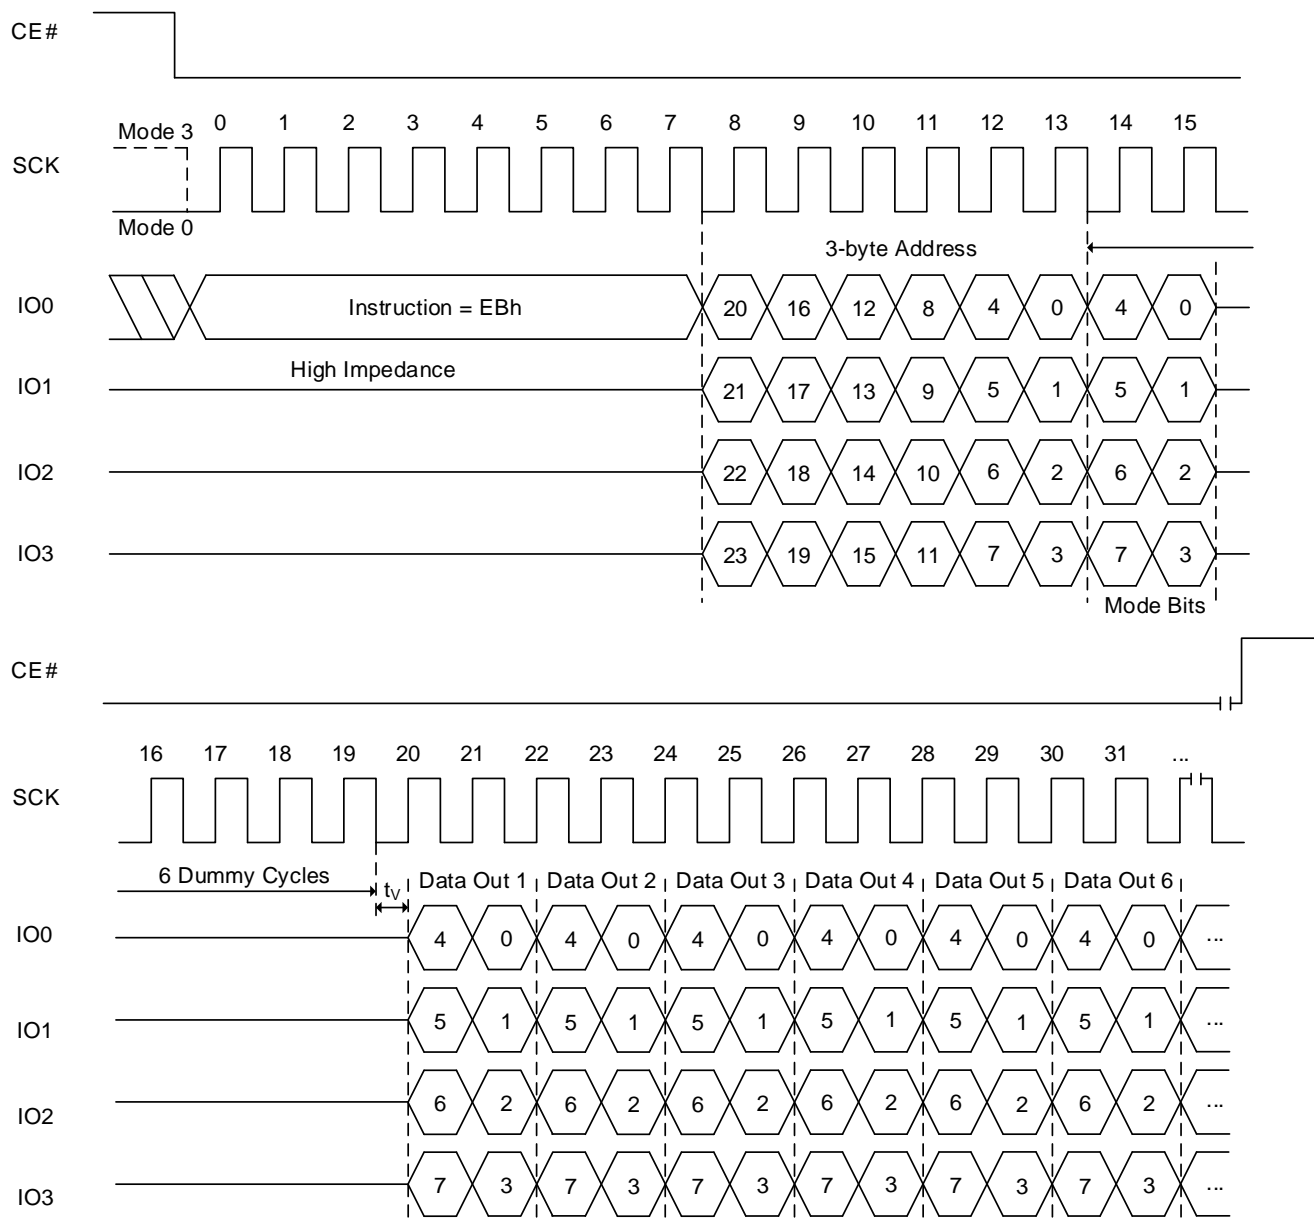 CE#
Mode 3 0 1 2 3 4 5 6 7 8 9 10 11 12 13 14 15
SCK
Mode 0
3-byte Address
IO0 Instruction = EBh 20 16 12 8 4 0 4 0
High Impedance
IO1 21 17 13 9 5 1 5 1
IO2 22 18 14 10 6 2 6 2
IO3 23 19 15 11 7 3 7 3
Mode Bits
CE#
16 17 18 19 20 21 22 23 24 25 26 27 28 29 30 31 ...
SCK
6 Dummy Cycles tV Data Out 1 Data Out 2 Data Out 3 Data Out 4 Data Out 5 Data Out 6
IO0 4 0 4 0 4 0 4 0 4 0 4 0 ...
IO1 5 1 5 1 5 1 5 1 5 1 5 1 ...
IO2 6 2 6 2 6 2 6 2 6 2 6 2 ...
IO3 7 3 7 3 7 3 7 3 7 3 7 3 ...